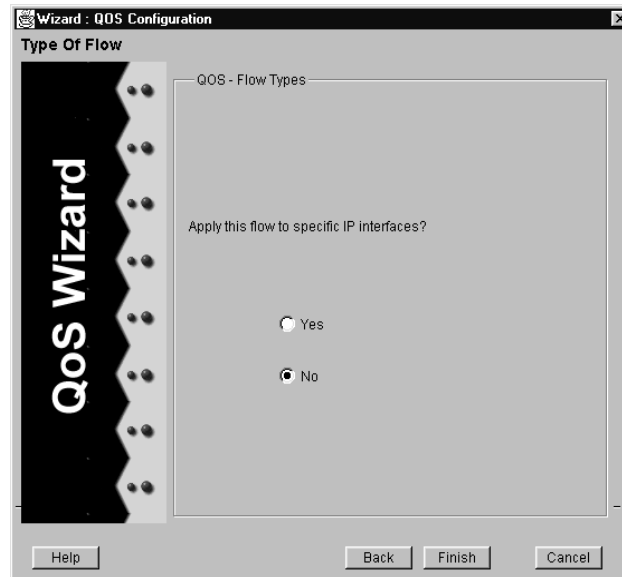 Wizard : QOS Configuration
Type Of Flow
QoS Wizard
QOS - Flow Types
Apply this flow to specific IP interfaces?
Yes
No
Help
Back
Finish
Cancel